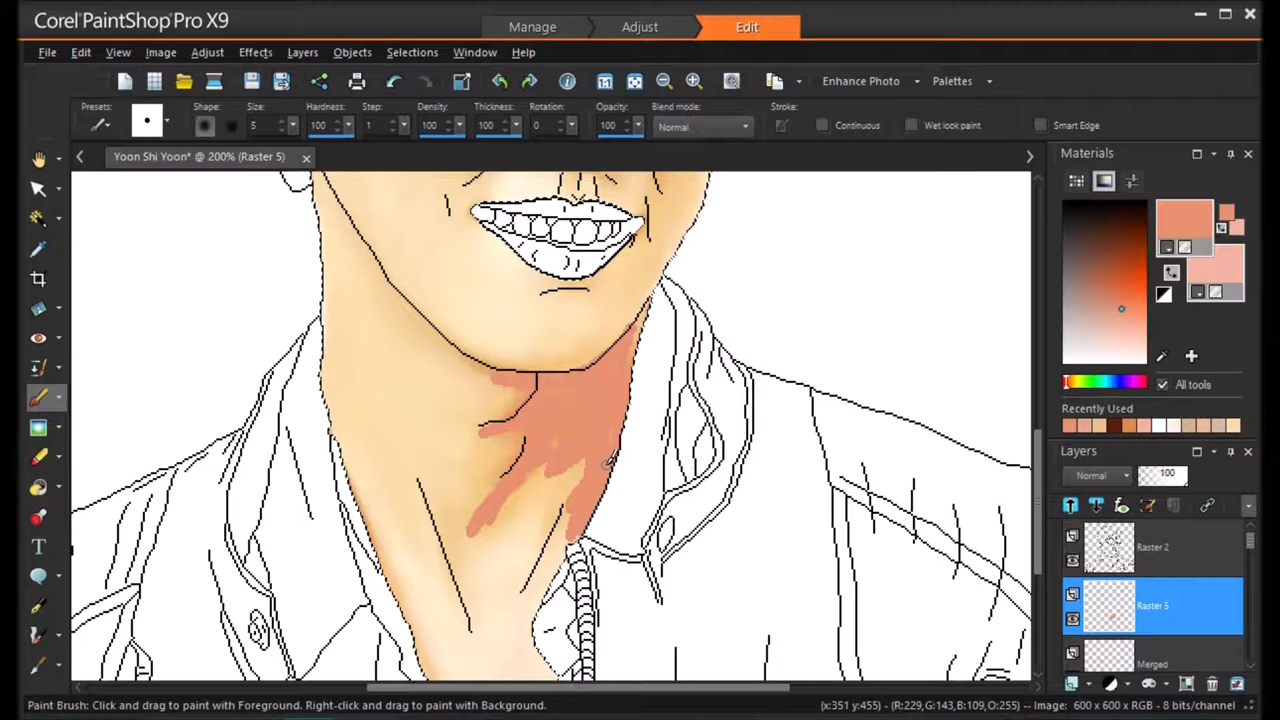 Corel PaintShop Pro X9
Manage Adjust Edit
File Edit View Image Adjust Effects Layers Objects Selections Window Help
Enhance Photo Palettes
Presets: Shape: Size: Hardness: Step: Density: Thickness: Rotation: Opacity: Blend mode: Stroke:
5 100 1 100 100 0 100 Normal Continuous Wet look paint Smart Edge
Yoon Shi Yoon* @ 200% (Raster 5)
Materials
All tools
Recently Used
Layers
Normal 100
Raster 2
Raster 5
Merged
Paint Brush: Click and drag to paint with Foreground. Right-click and drag to paint with Background.
(x:351 y:455) -- (R:229,G:143,B:109,O:255) -- Image: 600 x 600 x RGB - 8 bits/channel